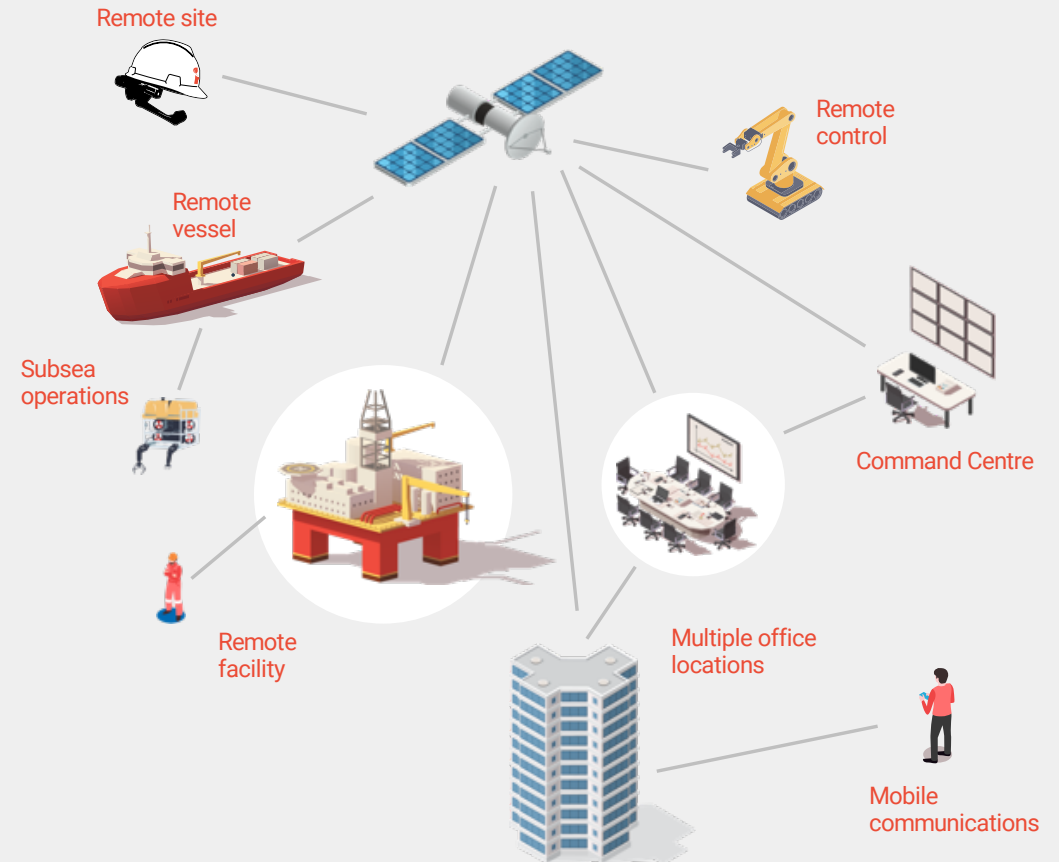 Remote site
Remote
control
Remote
vessel
Subsea
operations
Command Centre
Remote
facility
Multiple office
locations
Mobile
communications